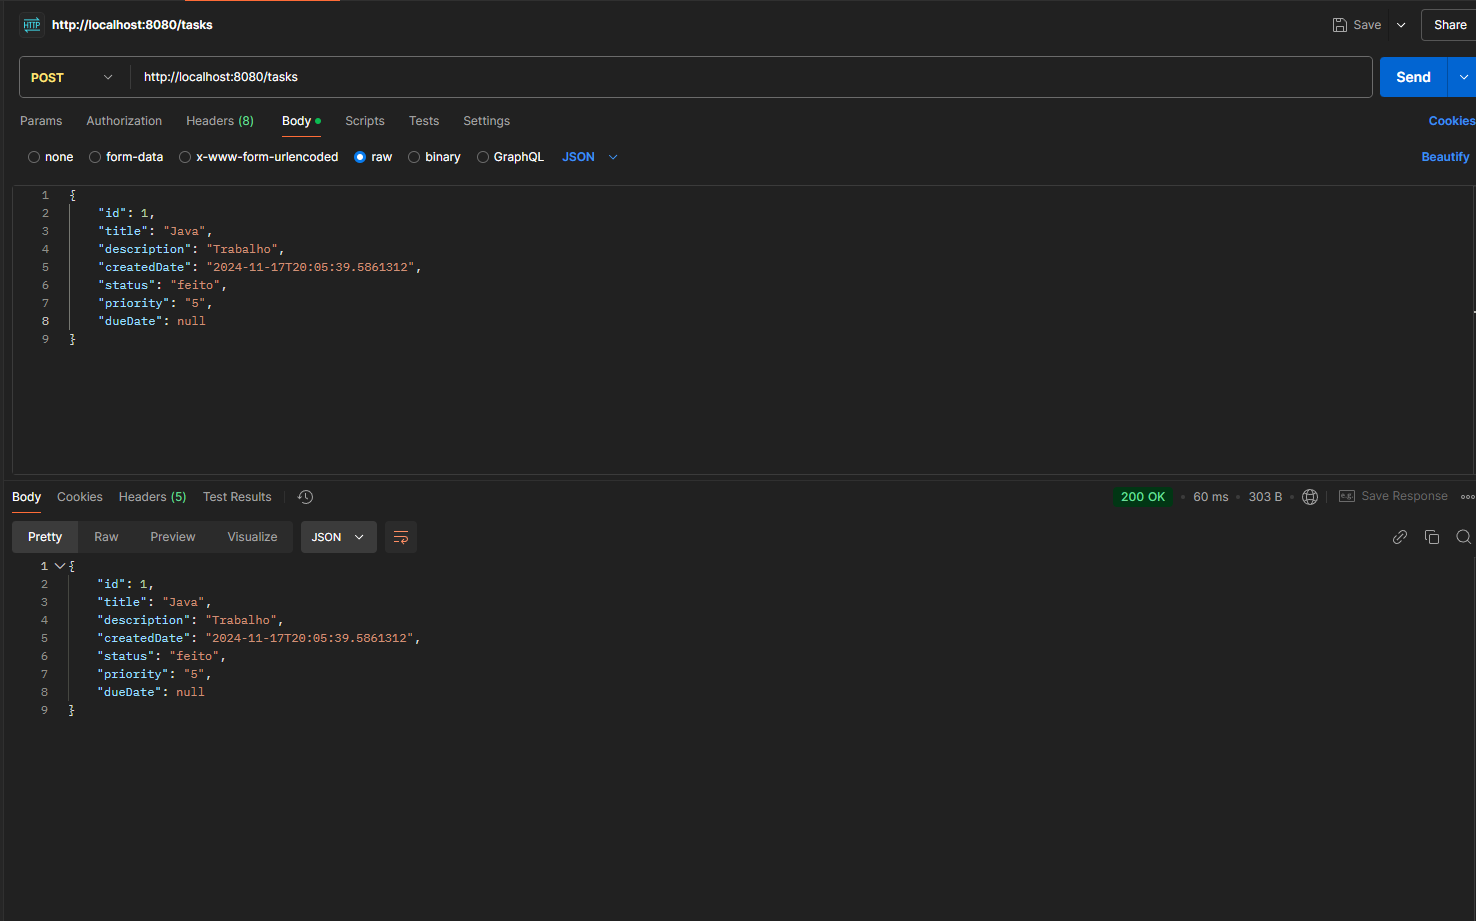 HTTP http://localhost:8080/tasks Save Share
POST http://localhost:8080/tasks Send
Params Authorization Headers (8) Body Scripts Tests Settings Cookies
none form-data x-www-form-urlencoded raw binary GraphQL JSON Beautify
1 {
2 "id": 1,
3 "title": "Java",
4 "description": "Trabalho",
5 "createdDate": "2024-11-17T20:05:39.5861312",
6 "status": "feito",
7 "priority": "5",
8 "dueDate": null
9 }
Body Cookies Headers (5) Test Results 200 OK 60 ms 303 B e.g. Save Response
Pretty Raw Preview Visualize JSON
1 {
2 "id": 1,
3 "title": "Java",
4 "description": "Trabalho",
5 "createdDate": "2024-11-17T20:05:39.5861312",
6 "status": "feito",
7 "priority": "5",
8 "dueDate": null
9 }